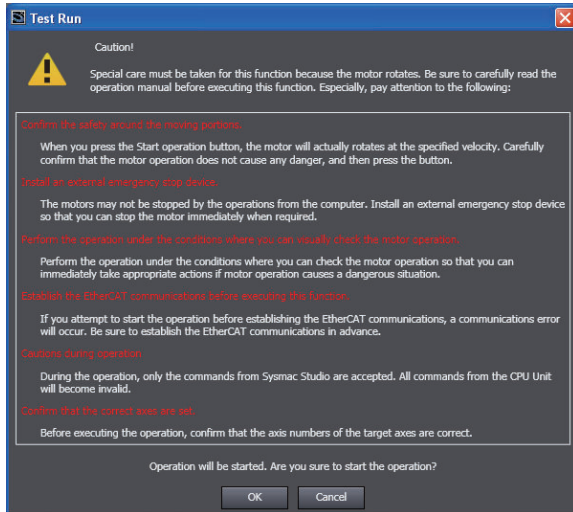 Test Run
Caution!
Special care must be taken for this function because the motor rotates. Be sure to carefully read the
operation manual before executing this function. Especially, pay attention to the following:
Confirm the safety around the moving portions.
When you press the Start operation button, the motor will actually rotates at the specified velocity. Carefully
confirm that the motor operation does not cause any danger, and then press the button.
Install an external emergency stop device.
The motors may not be stopped by the operations from the computer. Install an external emergency stop device
so that you can stop the motor immediately when required.
Perform the operation under the conditions where you can visually check the motor operation.
Perform the operation under the conditions where you can check the motor operation so that you can
immediately take appropriate actions if motor operation causes a dangerous situation.
Establish the EtherCAT communications before executing this function.
If you attempt to start the operation before establishing the EtherCAT communications, a communications error
will occur. Be sure to establish the EtherCAT communications in advance.
Cautions during operation
During the operation, only the commands from Sysmac Studio are accepted. All commands from the CPU Unit
will become invalid.
Confirm that the correct axes are set.
Before executing the operation, confirm that the axis numbers of the target axes are correct.
Operation will be started. Are you sure to start the operation?
OK
Cancel